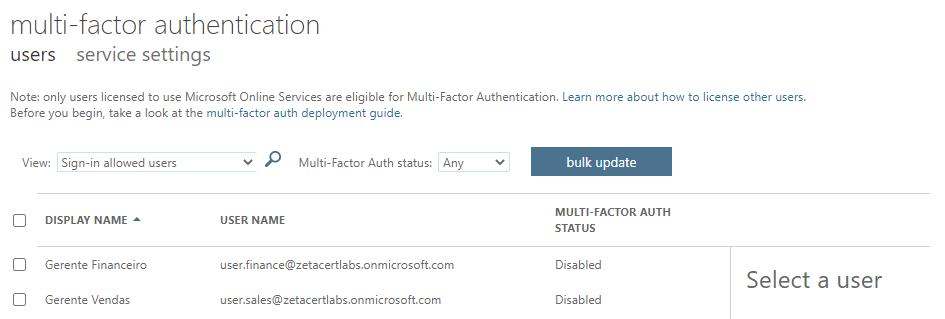 multi-factor authentication
users service settings
Note: only users licensed to use Microsoft Online Services are eligible for Multi-Factor Authentication. Learn more about how to license other users.
Before you begin, take a look at the multi-factor auth deployment guide.
View: Sign-in allowed users Multi-Factor Auth status: Any bulk update
DISPLAY NAME USER NAME MULTI-FACTOR AUTH
STATUS
Gerente Financeiro user.finance@zetacertlabs.onmicrosoft.com Disabled
Select a user
Gerente Vendas user.sales@zetacertlabs.onmicrosoft.com Disabled